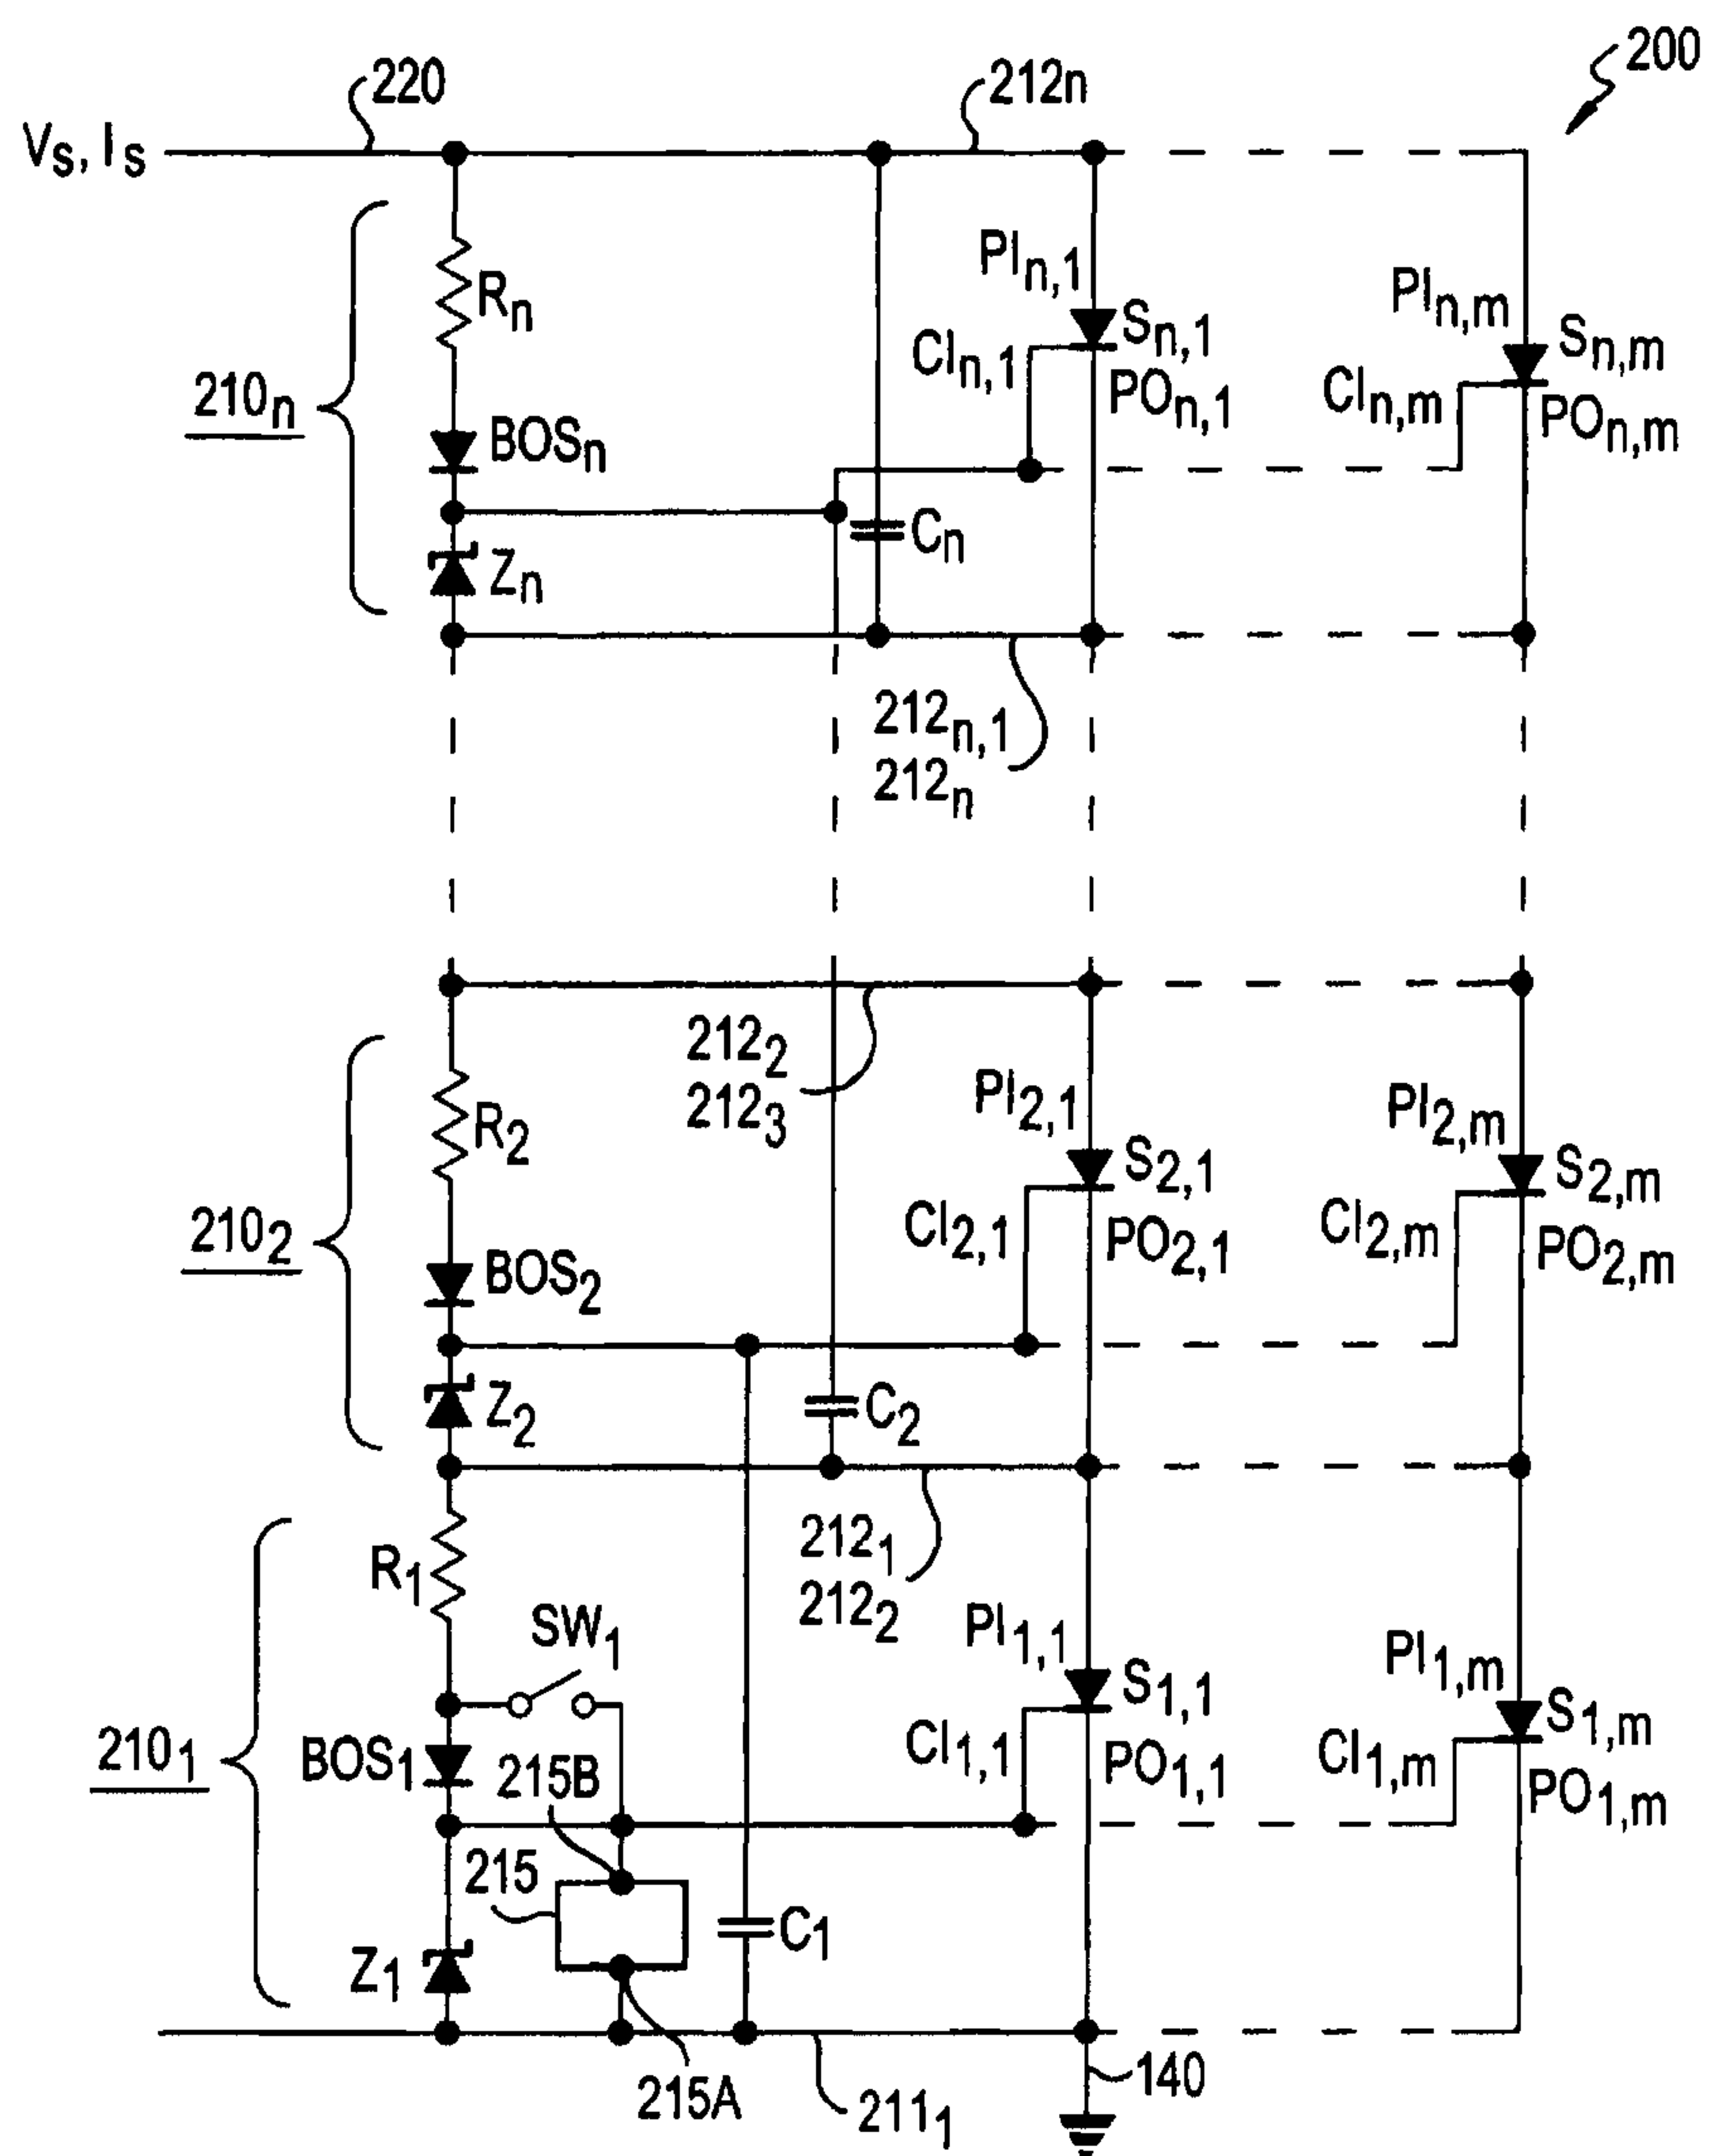 200
220
212n
Vs, Is
PIn,1
PIn,m
Rn
Sn,1
Sn,m
CIn,1
CIn,m
210n
POn,1
POn,m
BOSn
Cn
Zn
212n,1
212n
2122
2123
PI2,1
PI2,m
R2
S2,1
S2,m
2102
CI2,1
CI2,m
PO2,1
PO2,m
BOS2
Z2
C2
R1
2121
2122
SW1
PI1,1
PI1,m
S1,1
S1,m
2101
BOS1
215B
CI1,1
CI1,m
PO1,1
PO1,m
215
C1
Z1
215A
2111
140